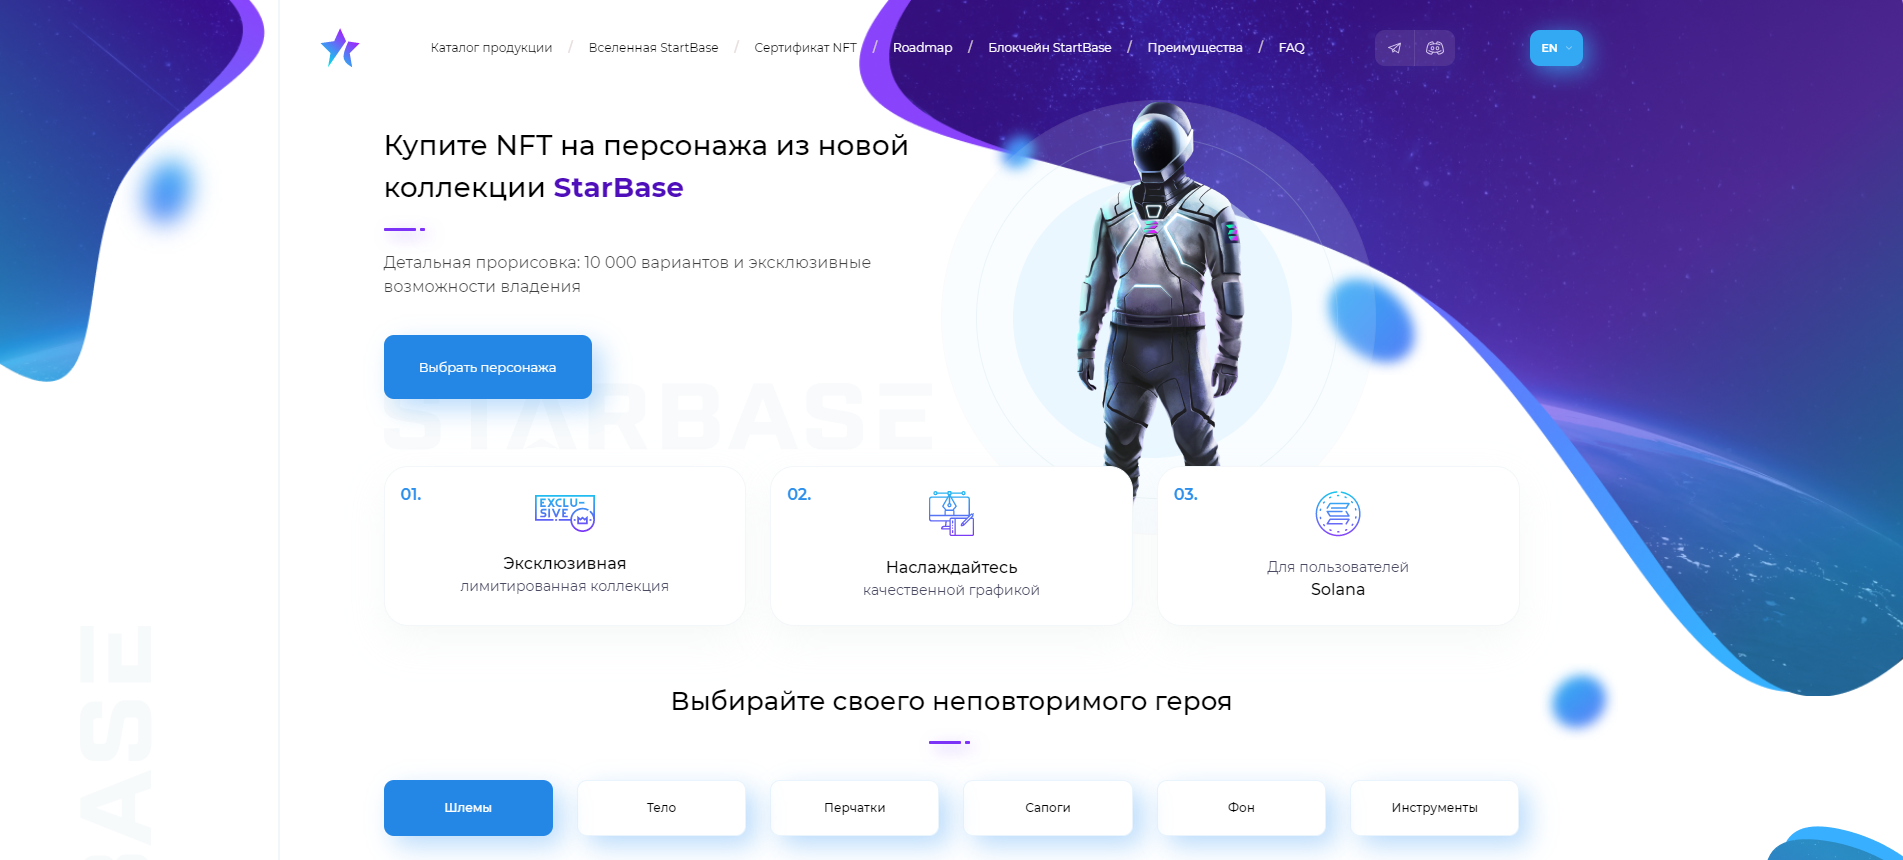 Каталог продукции / Вселенная StartBase / Сертификат NFT / Roadmap / Блокчейн StartBase / Преимущества / FAQ
EN
Купите NFT на персонажа из новой
коллекции StarBase
Детальная прорисовка: 10 000 вариантов и эксклюзивные
возможности владения
Выбрать персонажа
STARBASE
01.
EXCLU-
SIVE
Эксклюзивная
лимитированная коллекция
02.
Наслаждайтесь
качественной графикой
03.
Для пользователей
Solana
Выбирайте своего неповторимого героя
Шлемы
Тело
Перчатки
Сапоги
Фон
Инструменты
BASE